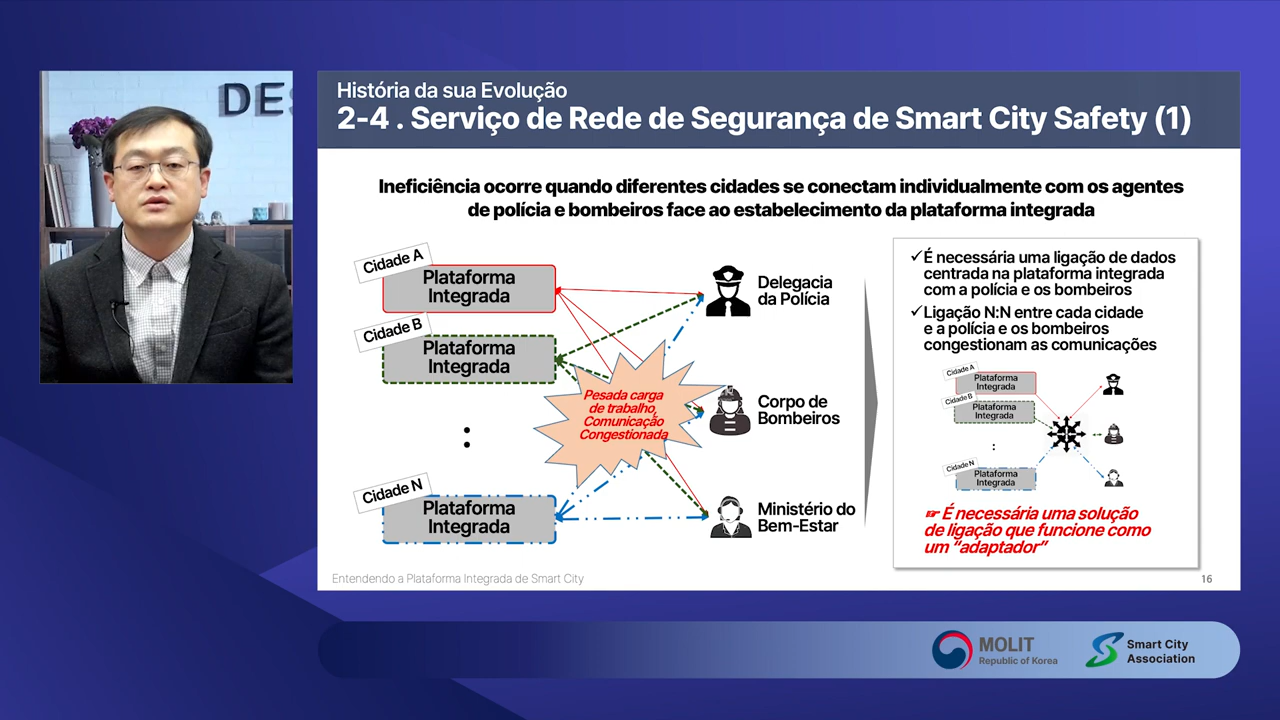 DES
História da sua Evolução
2-4 . Serviço de Rede de Segurança de Smart City Safety (1)
Ineficiência ocorre quando diferentes cidades se conectam individualmente com os agentes
de polícia e bombeiros face ao estabelecimento da plataforma integrada
Cidade A
Plataforma
Integrada
Cidade B
Plataforma
Integrada
:
Cidade N
Plataforma
Integrada
Pesada carga
de trabalho,
Comunicação
Congestionada
Delegacia
da Polícia
Corpo de
Bombeiros
Ministério do
Bem-Estar
✓É necessária uma ligação de dados
centrada na plataforma integrada
com a polícia e os bombeiros
✓Ligação N:N entre cada cidade
e a polícia e os bombeiros
congestionam as comunicações
Cidade A
Plataforma
Integrada
Cidade B
Plataforma
Integrada
:
Cidade N
Plataforma
Integrada
☞ É necessária uma solução
de ligação que funcione como
um “adaptador”
Entendendo a Plataforma Integrada de Smart City
16
MOLIT
Republic of Korea
Smart City
Association